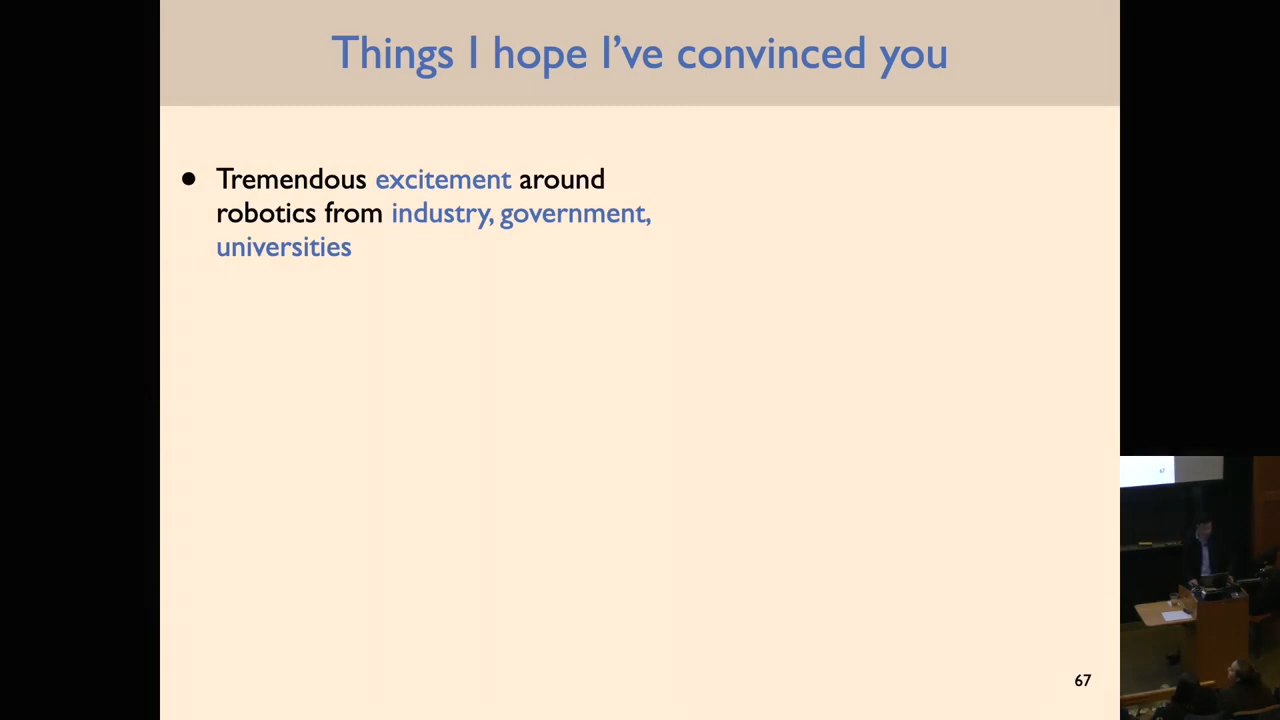 Things I hope I've convinced you
• Tremendous excitement around
robotics from industry, government,
universities
67